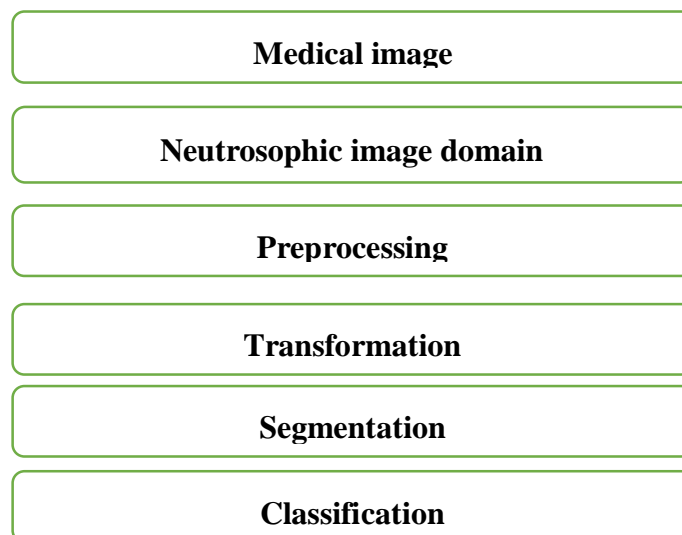 Medical image
Neutrosophic image domain
Preprocessing
Transformation
Segmentation
Classification